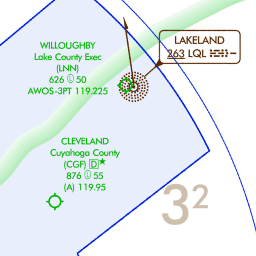 WILLOUGHBY
Lake County Exec
(LNN)
626 50
AWOS-3PT 119.225
LAKELAND
263 LQL
CLEVELAND
Cuyahoga County
(CGF) D★
876 55
(A) 119.95
3²